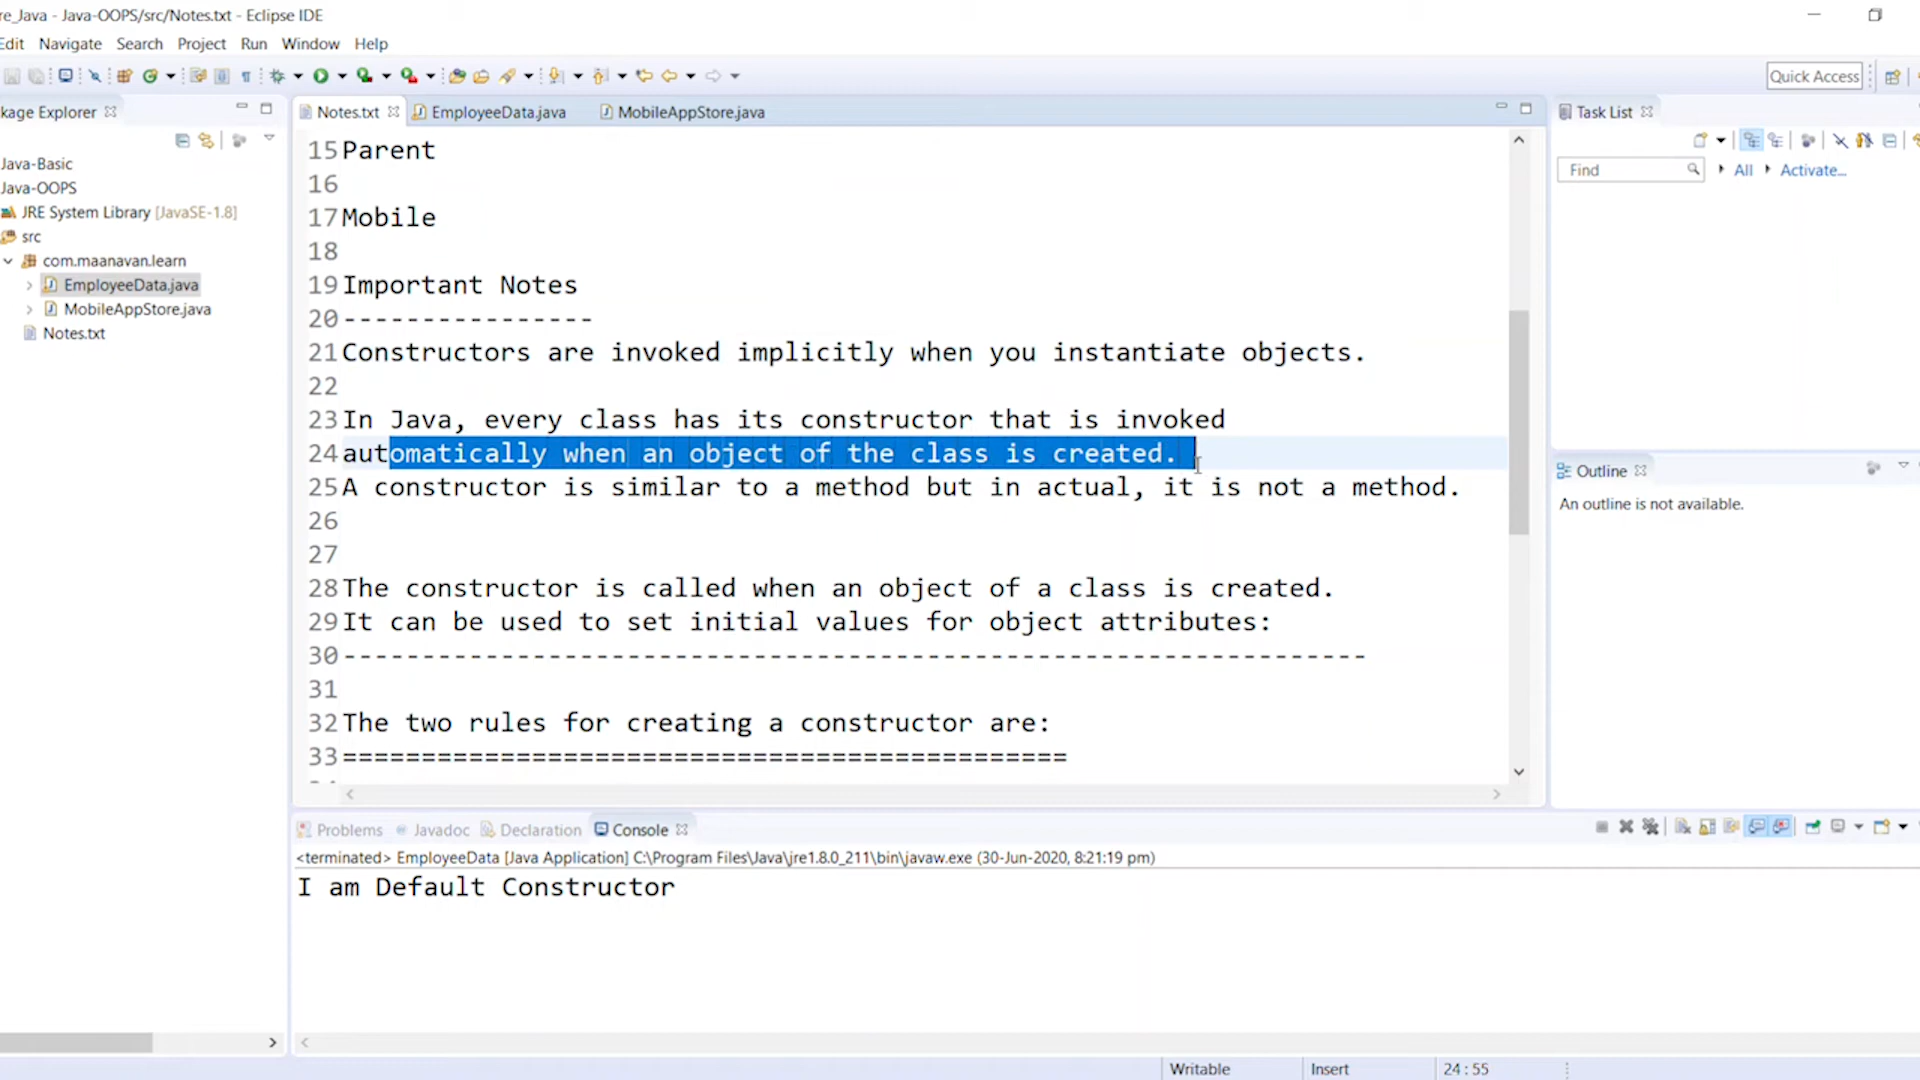 re_Java - Java-OOPS/src/Notes.txt - Eclipse IDE
Edit Navigate Search Project Run Window Help
Quick Access
kage Explorer
Notes.txt EmployeeData.java MobileAppStore.java
Task List
Find All Activate...
Java-Basic
Java-OOPS
JRE System Library [JavaSE-1.8]
src
com.maanavan.learn
EmployeeData.java
MobileAppStore.java
Notes.txt
15 Parent
16
17 Mobile
18
19 Important Notes
20 ----------------
21 Constructors are invoked implicitly when you instantiate objects.
22
23 In Java, every class has its constructor that is invoked
24 automatically when an object of the class is created.
25 A constructor is similar to a method but in actual, it is not a method.
26
27
28 The constructor is called when an object of a class is created.
29 It can be used to set initial values for object attributes:
30 -----------------------------------------------------------------
31
32 The two rules for creating a constructor are:
33 ==============================================
Outline
An outline is not available.
Problems Javadoc Declaration Console
<terminated> EmployeeData [Java Application] C:\Program Files\Java\jre1.8.0_211\bin\javaw.exe (30-Jun-2020, 8:21:19 pm)
I am Default Constructor
Writable Insert 24 : 55